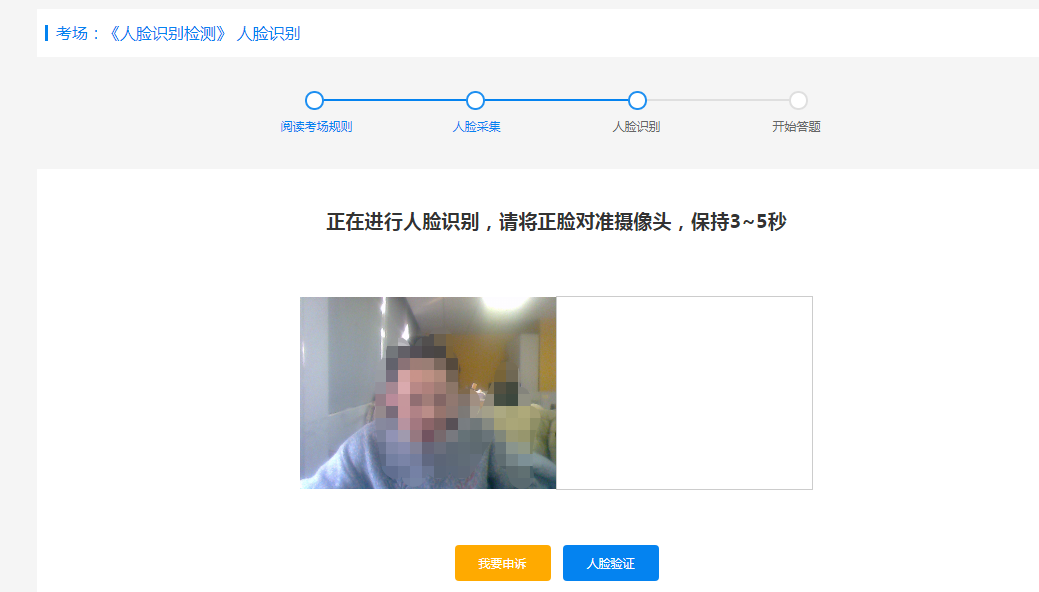 考场：《人脸识别检测》 人脸识别
阅读考场规则
人脸采集
人脸识别
开始答题
正在进行人脸识别，请将正脸对准摄像头，保持3~5秒
我要申诉
人脸验证